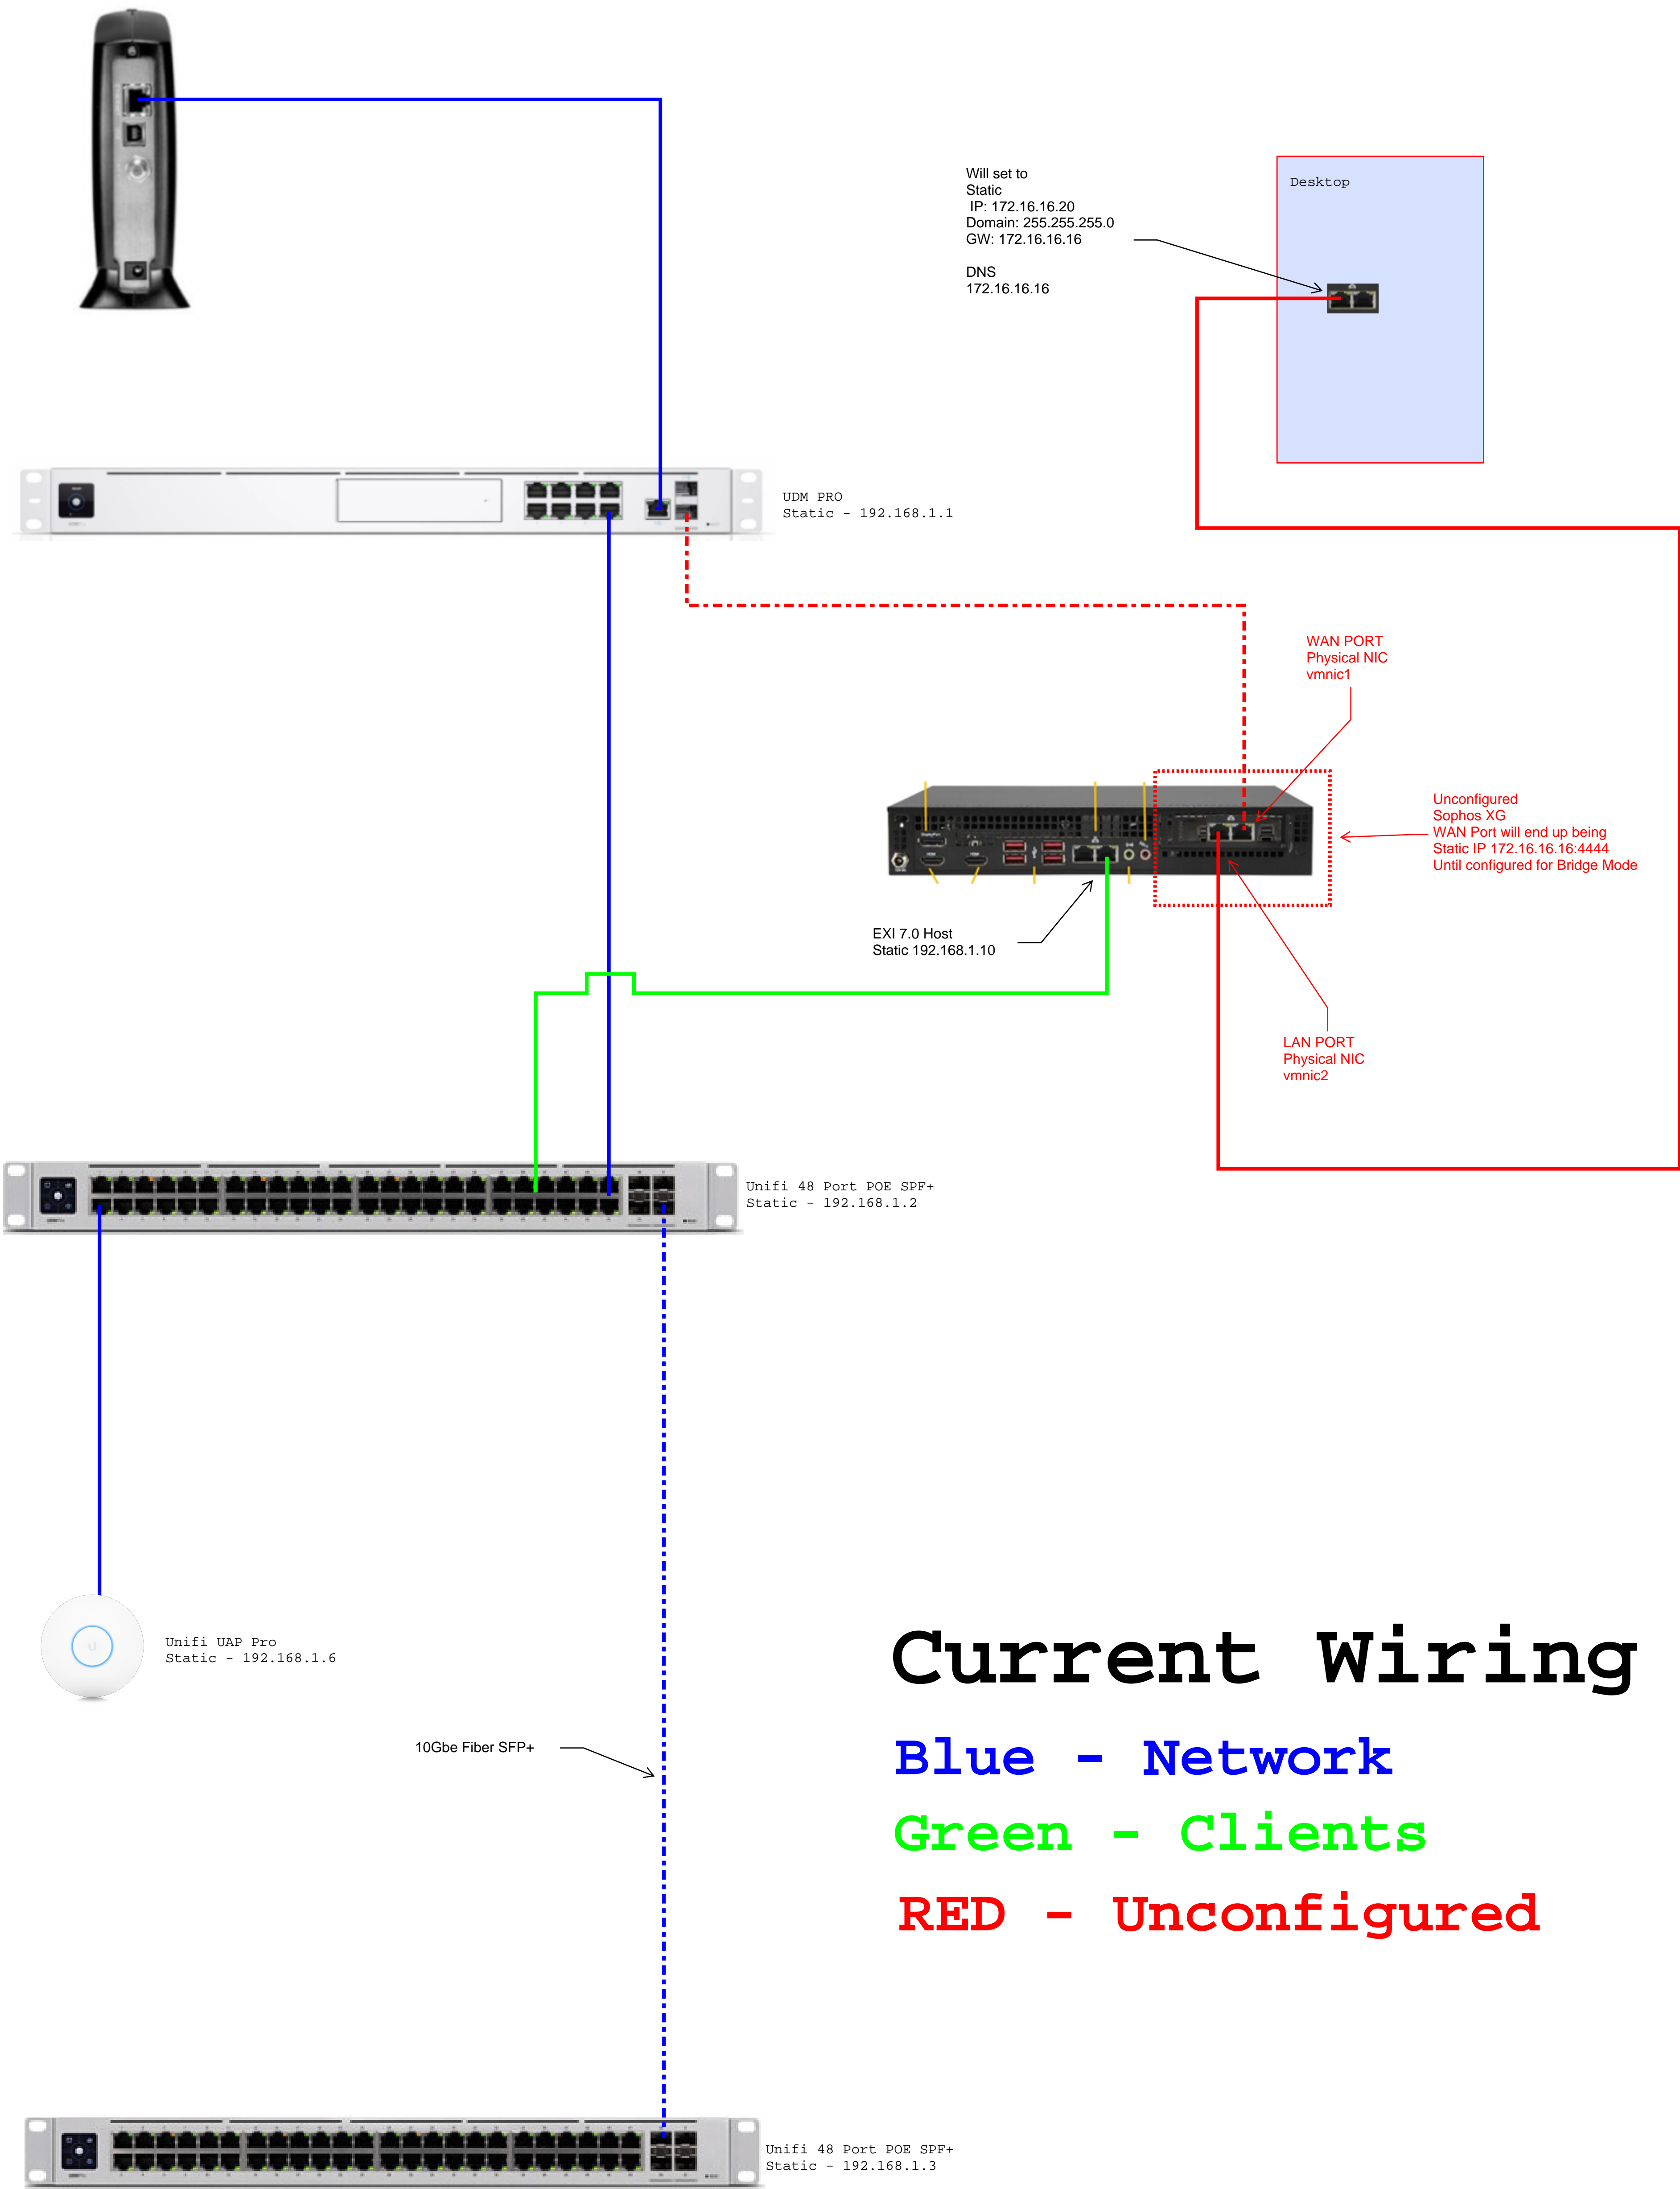 Will set to
Static
IP: 172.16.16.20
Domain: 255.255.255.0
GW: 172.16.16.16
DNS
172.16.16.16
Desktop
UDM PRO
Static - 192.168.1.1
WAN PORT
Physical NIC
vmnic1
Unconfigured
Sophos XG
WAN Port will end up being
Static IP 172.16.16.16:4444
Until configured for Bridge Mode
EXI 7.0 Host
Static 192.168.1.10
LAN PORT
Physical NIC
vmnic2
Unifi 48 Port POE SPF+
Static - 192.168.1.2
Unifi UAP Pro
Static - 192.168.1.6
10Gbe Fiber SFP+
Current Wiring
Blue - Network
Green - Clients
RED - Unconfigured
Unifi 48 Port POE SPF+
Static - 192.168.1.3